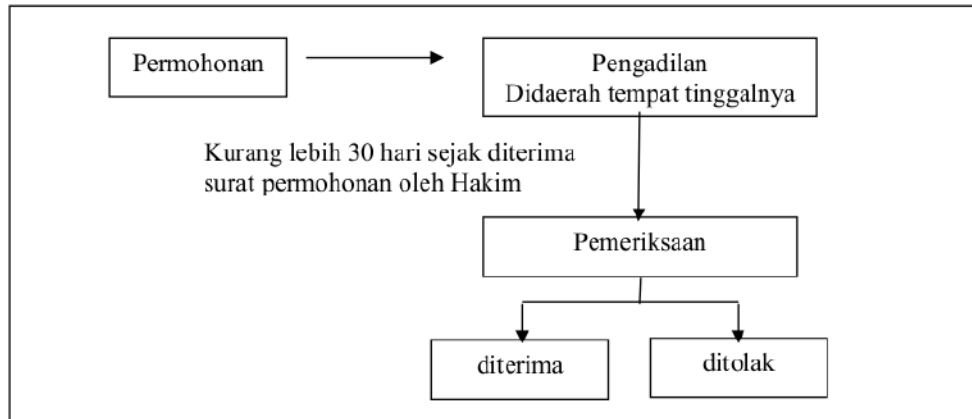 Permohonan
Pengadilan
Didaerah tempat tinggalnya
Kurang lebih 30 hari sejak diterima
surat permohonan oleh Hakim
Pemeriksaan
diterima
ditolak